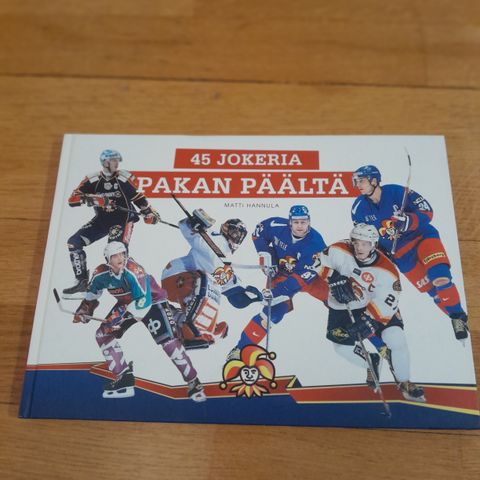 45 JOKERIA
PAKAN PÄÄLTÄ
MATTI HANNULA